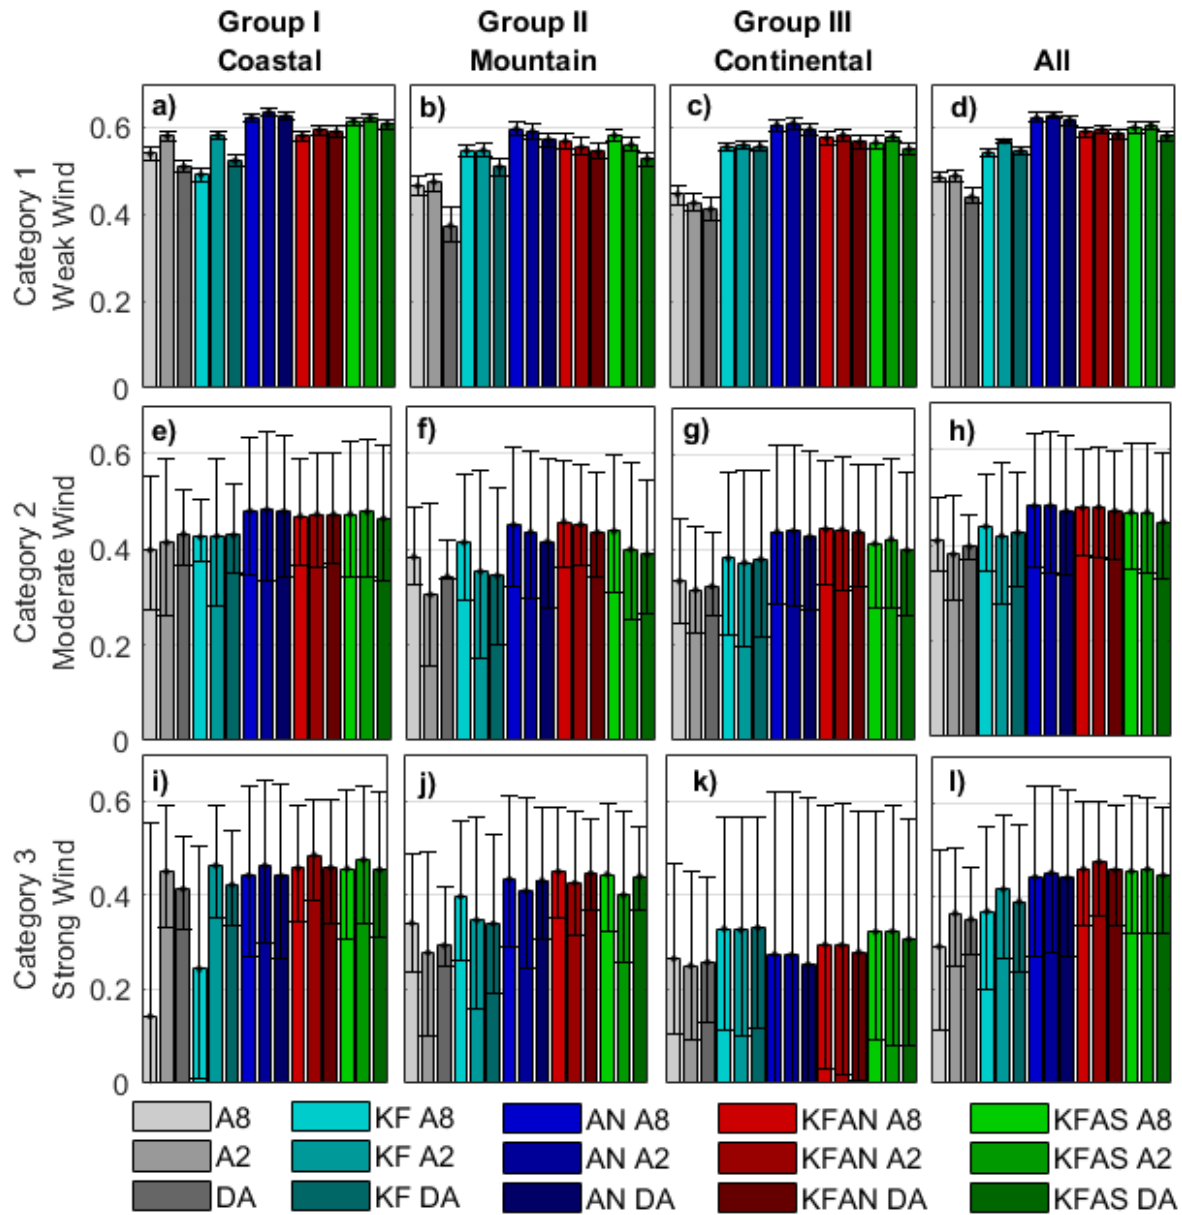 Group I Group II Group III
Coastal Mountain Continental All
Category 1
Weak Wind
a) b) c) d)
0.6
0.4
0.2
0
Category 2
Moderate Wind
e) f) g) h)
0.6
0.4
0.2
0
Category 3
Strong Wind
i) j) k) l)
0.6
0.4
0.2
0
A8 KF A8 AN A8 KFAN A8 KFAS A8
A2 KF A2 AN A2 KFAN A2 KFAS A2
DA KF DA AN DA KFAN DA KFAS DA